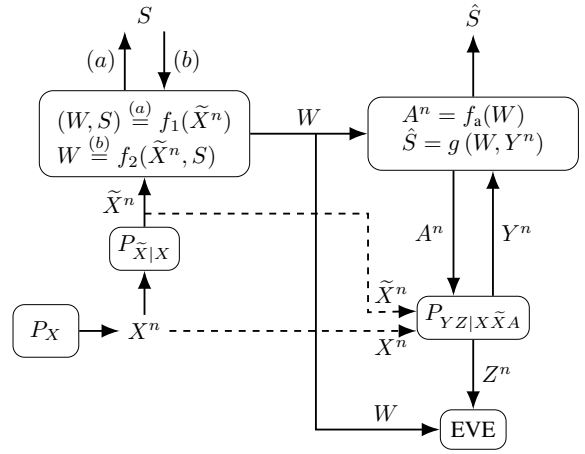 S Ŝ
(a) (b)
(W, S) (a)= f₁(X̃ⁿ)
W (b)= f₂(X̃ⁿ, S)
W
Aⁿ = fₐ(W)
Ŝ = g (W, Yⁿ)
X̃ⁿ
Aⁿ Yⁿ
P_{X̃|X}
X̃ⁿ
P_X
Xⁿ
Xⁿ
P_{YZ|XX̃A}
Zⁿ
W
EVE